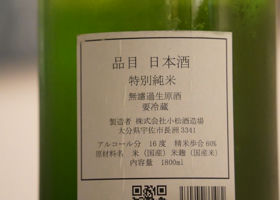 品目 日本酒
特別純米
無濾過生原酒
要冷蔵
製造者 株式会社小松酒造場
大分県宇佐市長洲3341
アルコール分 16度 精米歩合60%
原材料名 米(国産) 米麹(国産米)
内容量 1800ml